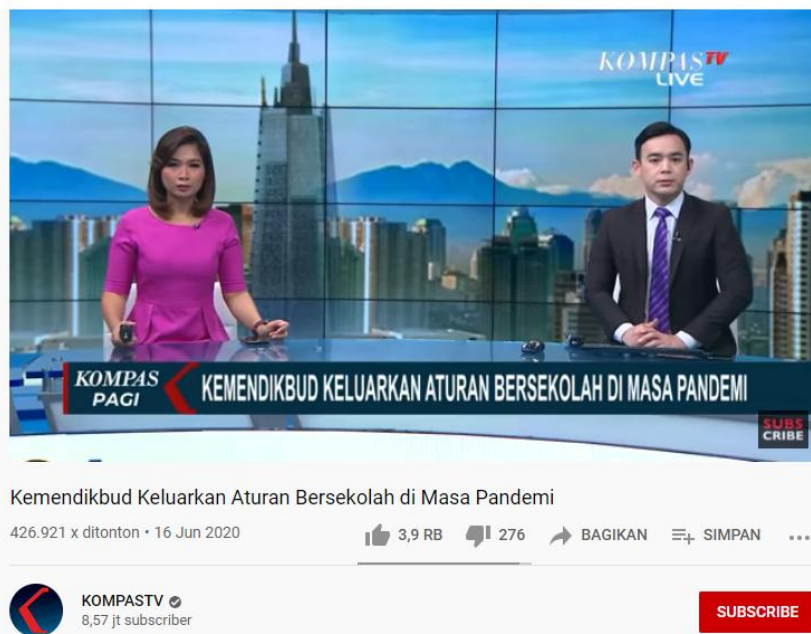 KOMPAS TV
LIVE
KOMPAS
PAGI
KEMENDIKBUD KELUARKAN ATURAN BERSEKOLAH DI MASA PANDEMI
SUBS
CRIBE
Kemendikbud Keluarkan Aturan Bersekolah di Masa Pandemi
426.921 x ditonton • 16 Jun 2020
3,9 RB 276 BAGIKAN SIMPAN ...
KOMPASTV
8,57 jt subscriber
SUBSCRIBE